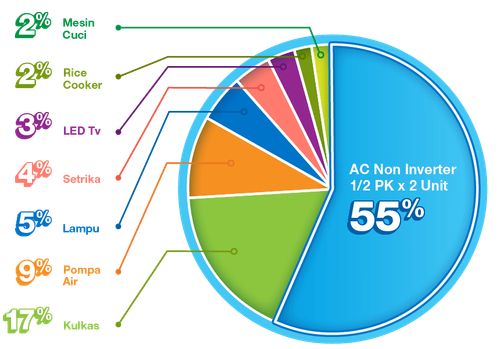 2% Mesin
Cuci
2% Rice
Cooker
3% LED Tv
4% Setrika
5% Lampu
9% Pompa
Air
17% Kulkas
AC Non Inverter
1/2 PK x 2 Unit
55%